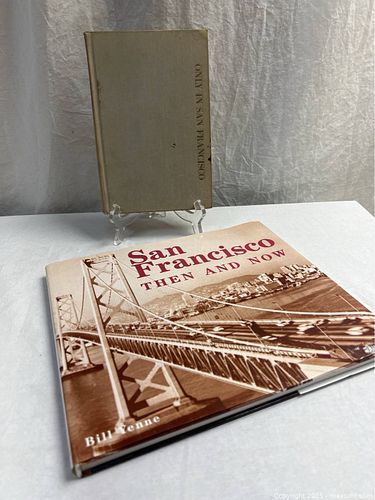 ONLY IN SAN FRANCISCO
San
Francisco
THEN AND NOW
Bill Yenne